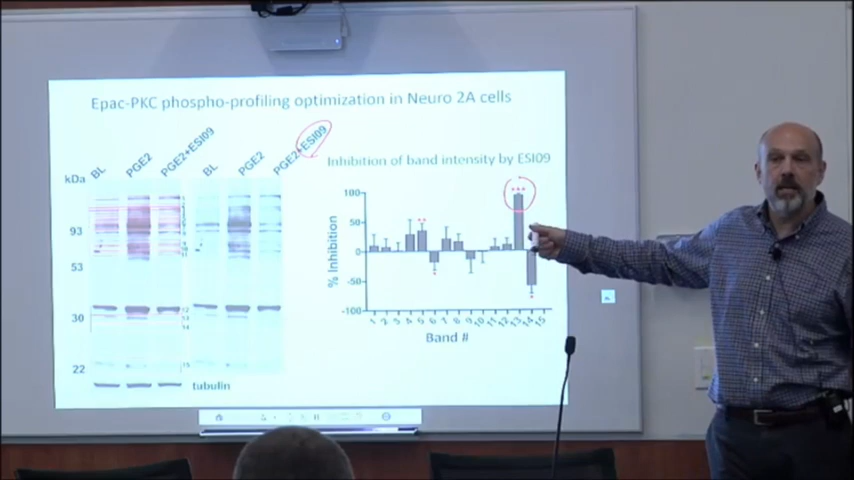 Epac-PKC phospho-profiling optimization in Neuro 2A cells
BL PGE2 PGE2+ESI09 BL PGE2 PGE2+ESI09
kDa
93
53
30
22
tubulin
Inhibition of band intensity by ESI09
***
**
*
*
% Inhibition
100
50
0
-50
-100
1 2 3 4 5 6 7 8 9 10 11 12 13 14 15
Band #